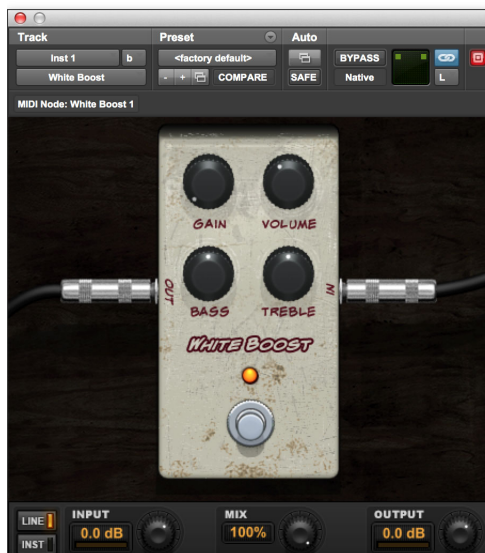 Track Preset Auto
Inst 1 b <factory default> BYPASS
White Boost - + COMPARE SAFE Native L
MIDI Node: White Boost 1
GAIN VOLUME
OUT IN
BASS TREBLE
WHITE BOOST
INPUT MIX OUTPUT
LINE 0.0 dB 100% 0.0 dB
INST